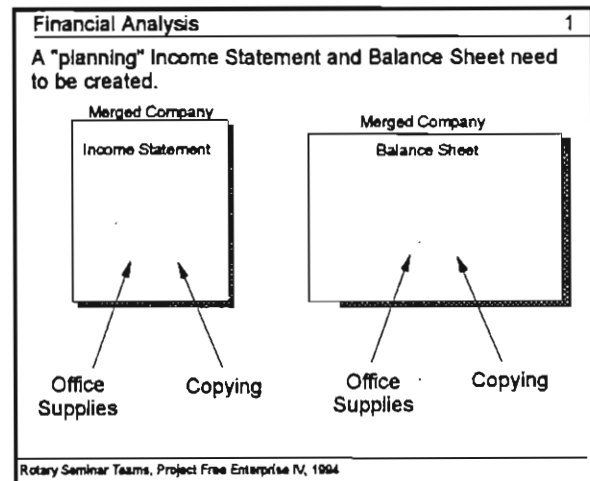 Financial Analysis 1
A "planning" Income Statement and Balance Sheet need
to be created.
Merged Company
Income Statement
Merged Company
Balance Sheet
Office
Supplies
Copying
Office
Supplies
Copying
Rotary Seminar Teams, Project Free Enterprise IV, 1994